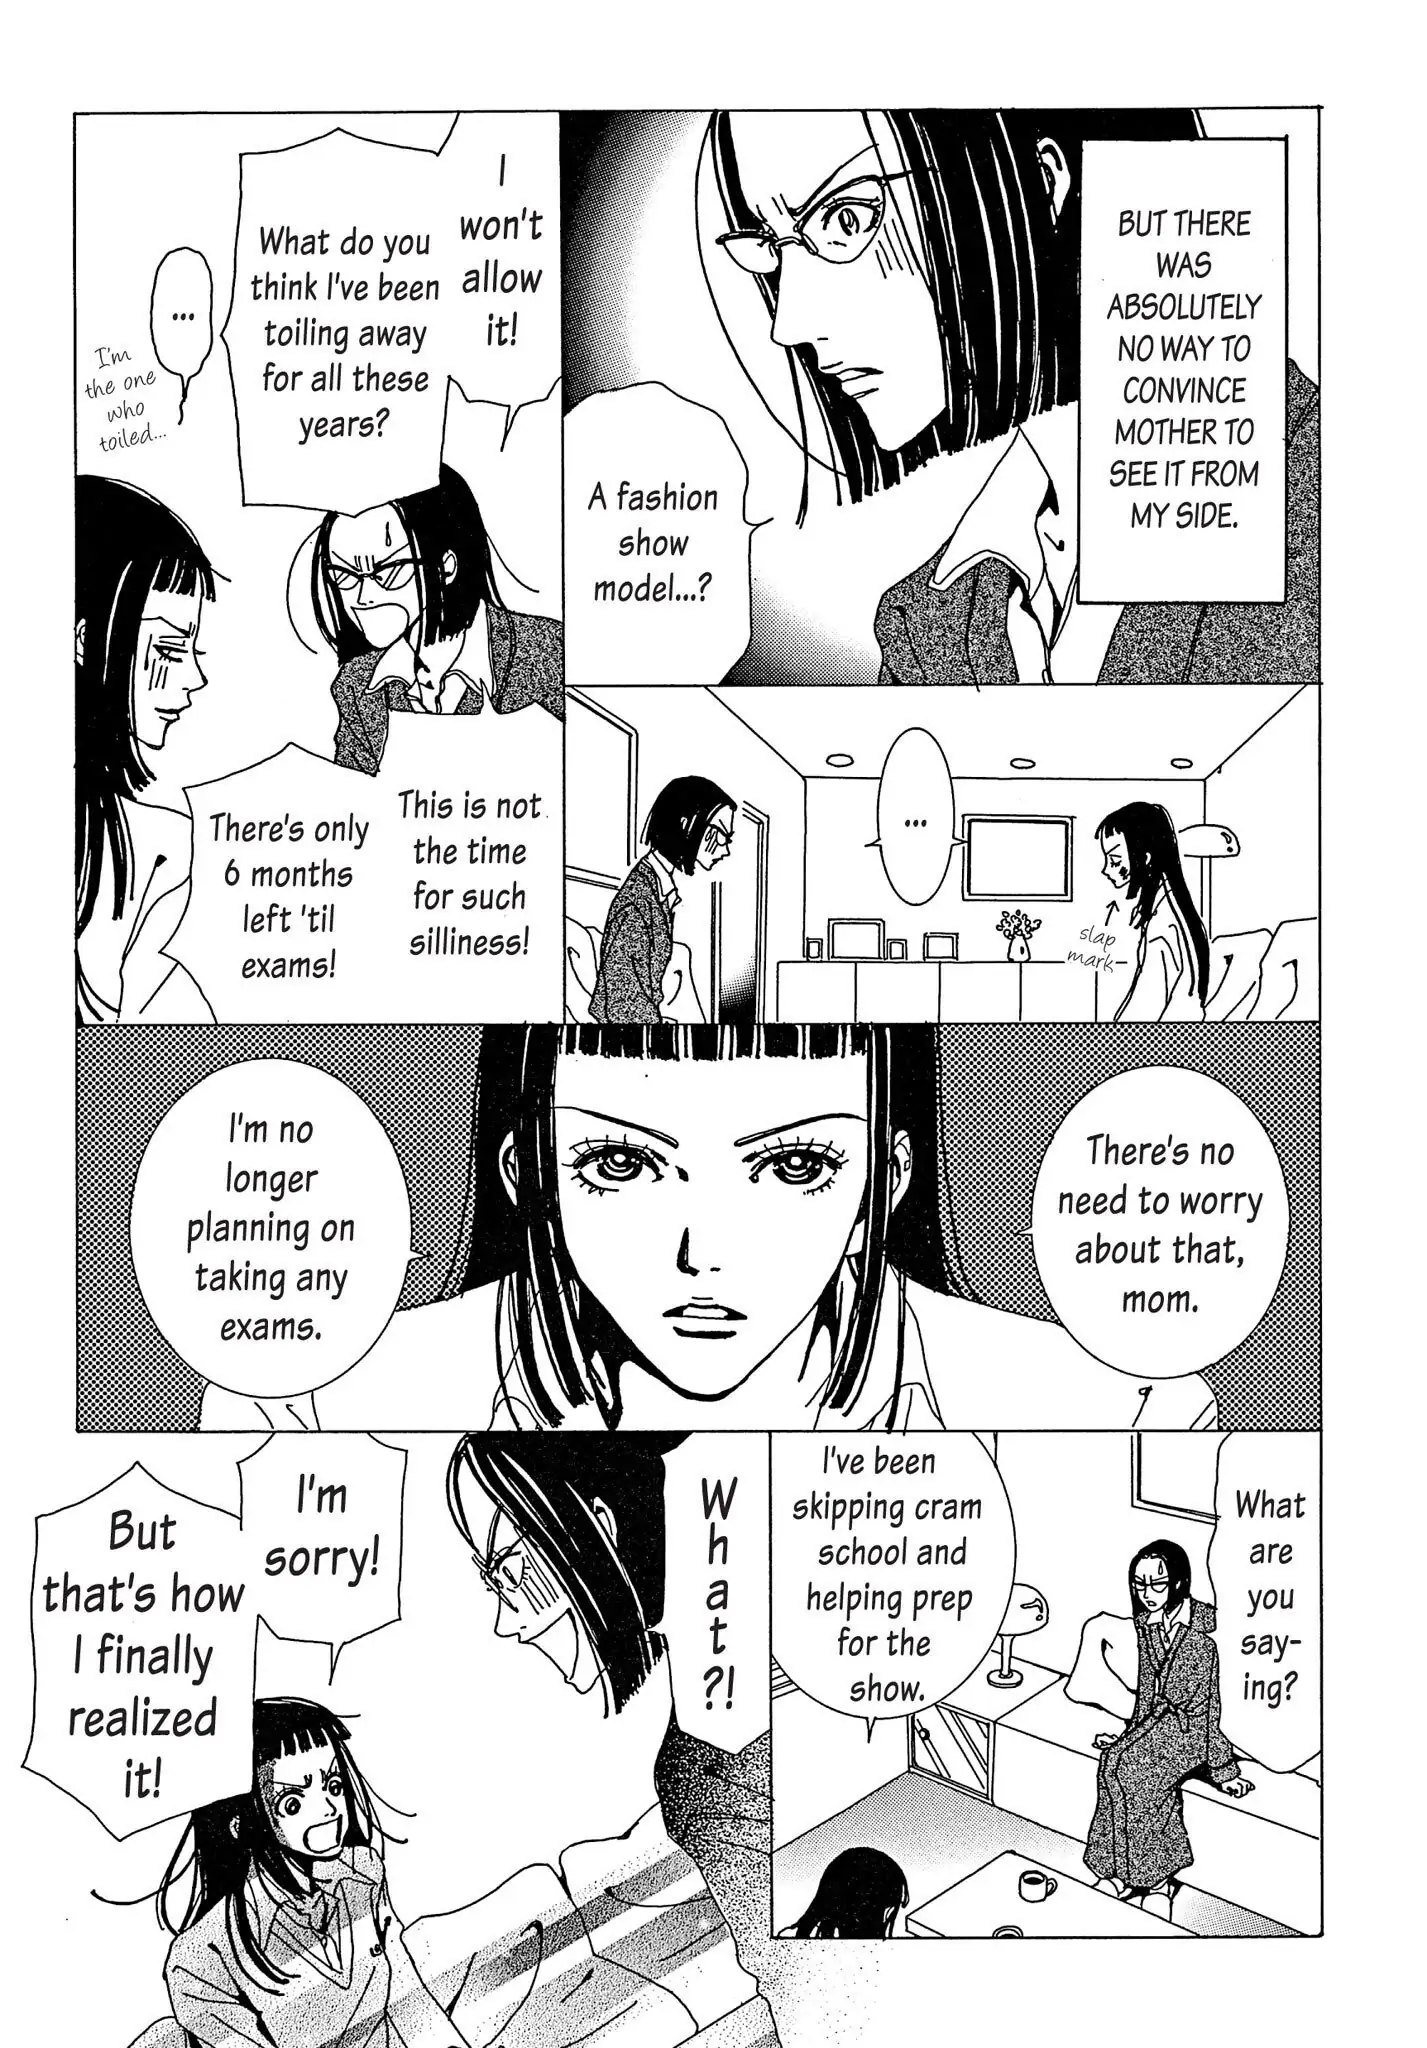 BUT THERE
WAS
ABSOLUTELY
NO WAY TO
CONVINCE
MOTHER TO
SEE IT FROM
MY SIDE.
A fashion
show
model...?
...
slap
mark
I
won't
allow
it!
What do you
think I've been
toiling away
for all these
years?
...
I'm
the one
who
toiled...
This is not
the time
for such
silliness!
There's only
6 months
left 'til
exams!
There's no
need to worry
about that,
mom.
I'm no
longer
planning on
taking any
exams.
What
are
you
say-
ing?
I've been
skipping cram
school and
helping prep
for the
show.
W
h
a
t
?!
I'm
sorry!
But
that's how
I finally
realized
it!